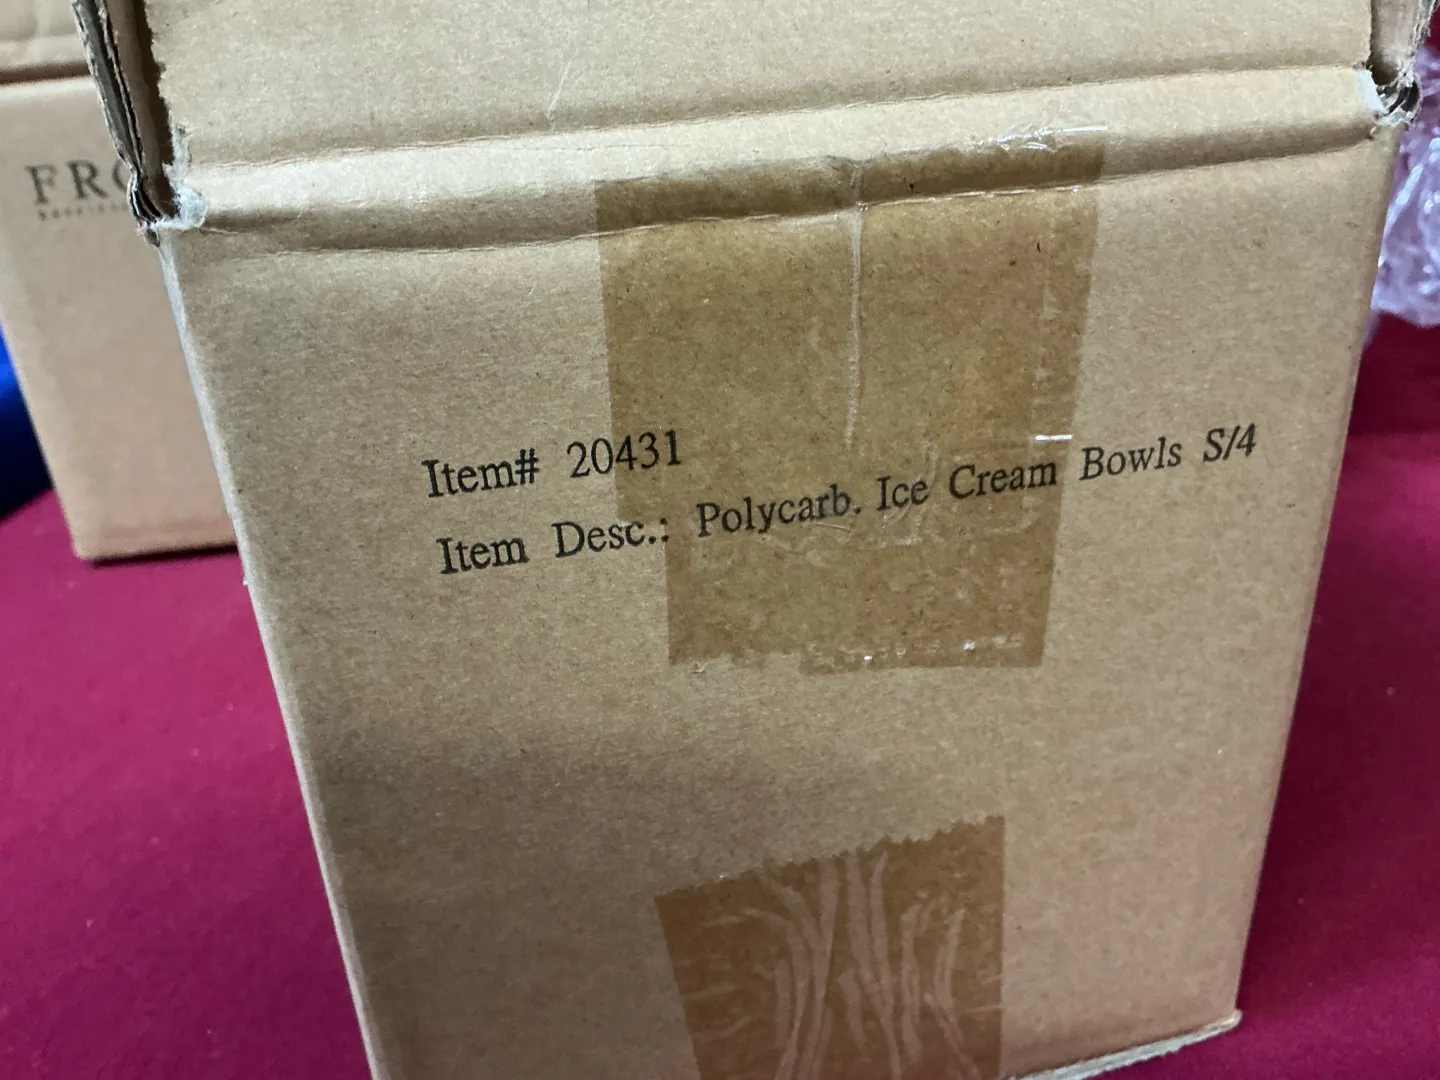 FRO
Item# 20431
Item Desc.: Polycarb. Ice Cream Bowls S/4